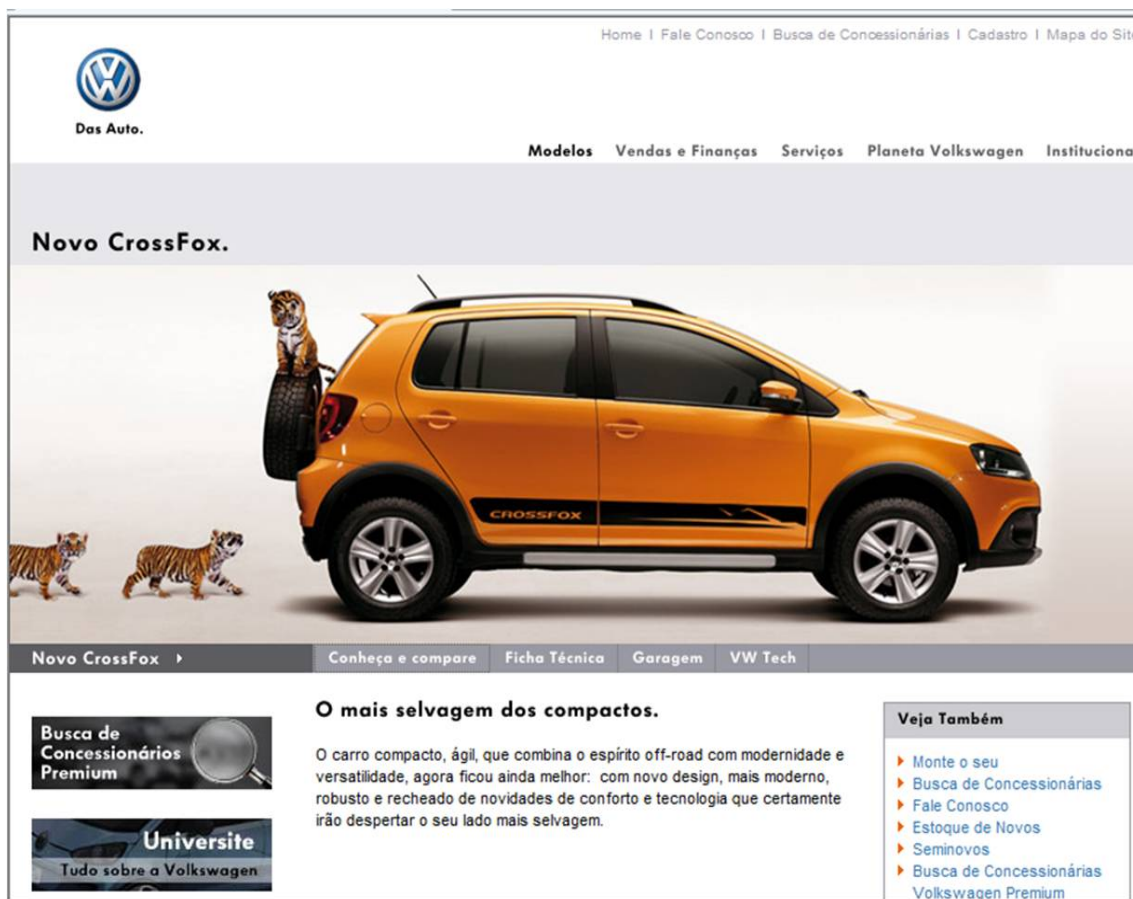 Home | Fale Conosco | Busca de Concessionárias | Cadastro | Mapa do Site
Das Auto.
Modelos Vendas e Finanças Serviços Planeta Volkswagen Instituciona
Novo CrossFox.
CROSSFOX
Novo CrossFox
Conheça e compare Ficha Técnica Garagem VW Tech
Busca de
Concessionários
Premium
Universite
Tudo sobre a Volkswagen
O mais selvagem dos compactos.
O carro compacto, ágil, que combina o espírito off-road com modernidade e
versatilidade, agora ficou ainda melhor: com novo design, mais moderno,
robusto e recheado de novidades de conforto e tecnologia que certamente
irão despertar o seu lado mais selvagem.
Veja Também
Monte o seu
Busca de Concessionárias
Fale Conosco
Estoque de Novos
Seminovos
Busca de Concessionárias
Volkswagen Premium